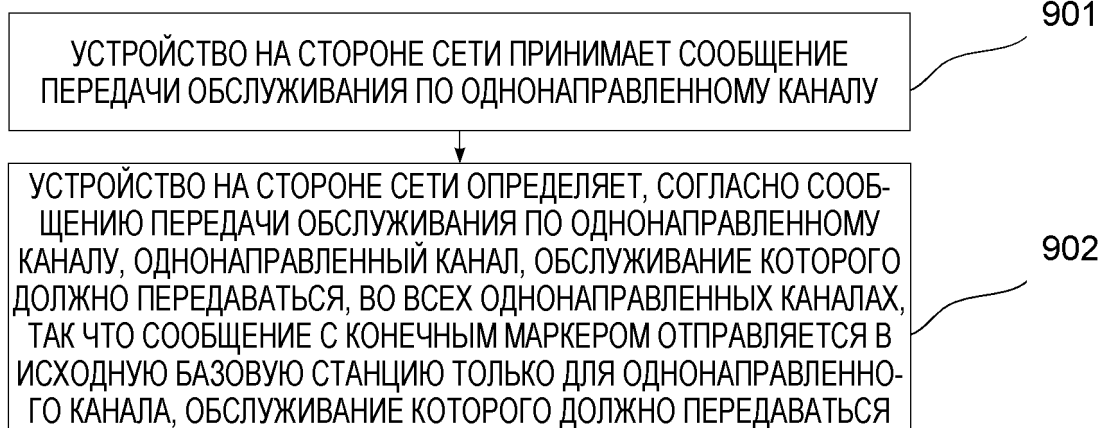 901
УСТРОЙСТВО НА СТОРОНЕ СЕТИ ПРИНИМАЕТ СООБЩЕНИЕ
ПЕРЕДАЧИ ОБСЛУЖИВАНИЯ ПО ОДНОНАПРАВЛЕННОМУ КАНАЛУ
УСТРОЙСТВО НА СТОРОНЕ СЕТИ ОПРЕДЕЛЯЕТ, СОГЛАСНО СООБ-
ЩЕНИЮ ПЕРЕДАЧИ ОБСЛУЖИВАНИЯ ПО ОДНОНАПРАВЛЕННОМУ
КАНАЛУ, ОДНОНАПРАВЛЕННЫЙ КАНАЛ, ОБСЛУЖИВАНИЕ КОТОРОГО
902
ДОЛЖНО ПЕРЕДАВАТЬСЯ, ВО ВСЕХ ОДНОНАПРАВЛЕННЫХ КАНАЛАХ,
ТАК ЧТО СООБЩЕНИЕ С КОНЕЧНЫМ МАРКЕРОМ ОТПРАВЛЯЕТСЯ В
ИСХОДНУЮ БАЗОВУЮ СТАНЦИЮ ТОЛЬКО ДЛЯ ОДНОНАПРАВЛЕННО-
ГО КАНАЛА, ОБСЛУЖИВАНИЕ КОТОРОГО ДОЛЖНО ПЕРЕДАВАТЬСЯ